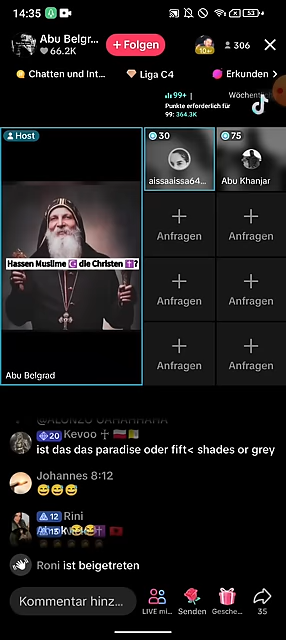 14:35
53
Abu Belgr...
66.2K
+ Folgen
10+
306
Chatten und Int...
Liga C4
Erkunden
99+
Wöchentl
Punkte erforderlich für
99: 364.3K
Host
30
75
aissaaissa64...
Abu Khanjar
Hassen Muslime ☪ die Christen ✝?
Anfragen
Anfragen
Anfragen
Anfragen
Anfragen
Anfragen
Abu Belgrad
20 Kevoo
ist das das paradise oder fift< shades or grey
Johannes 8:12
😅😅😅
12 Rini
Roni ist beigetreten
Kommentar hinz...
LIVE mi...
Senden
Gesche...
35